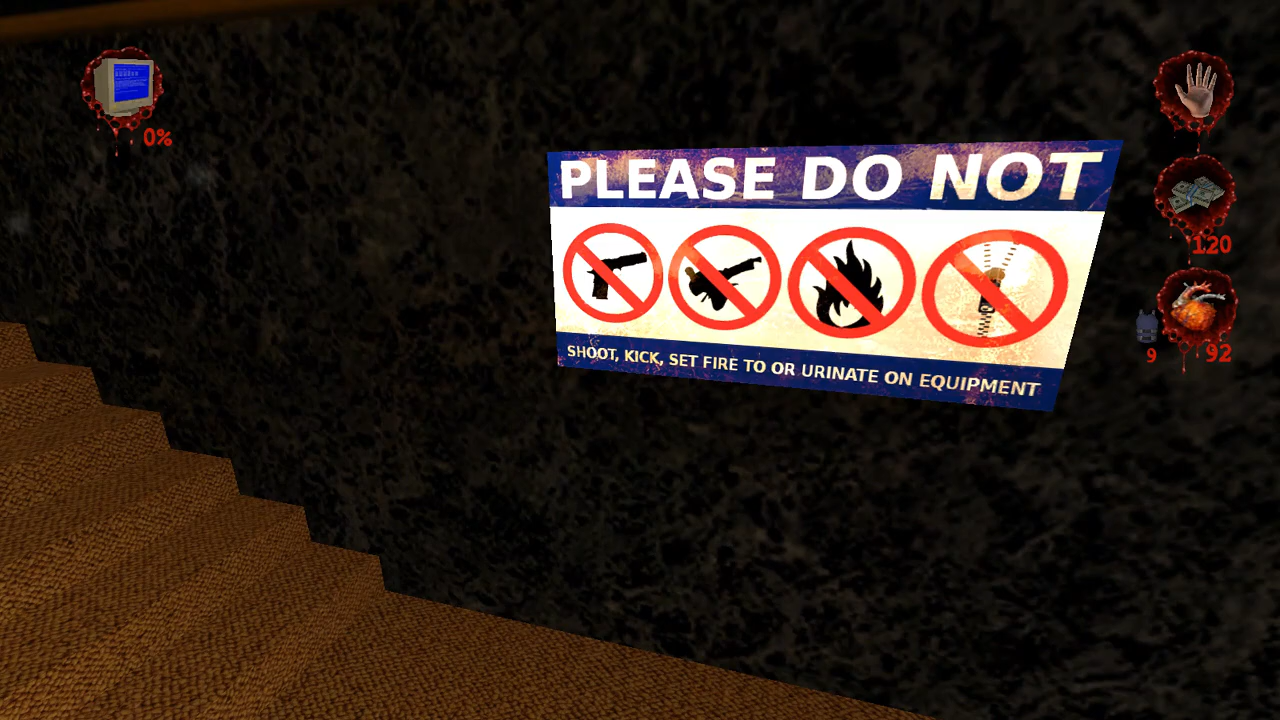 0%
PLEASE DO NOT
SHOOT, KICK, SET FIRE TO OR URINATE ON EQUIPMENT
120
9
92